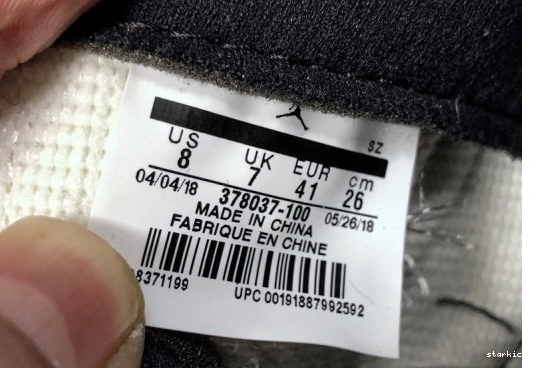 SZ
US UK EUR cm
8 7 41 26
04/04/18 378037-100 05/26/18
MADE IN CHINA
FABRIQUE EN CHINE
8371199 UPC 00191887992592
starkic